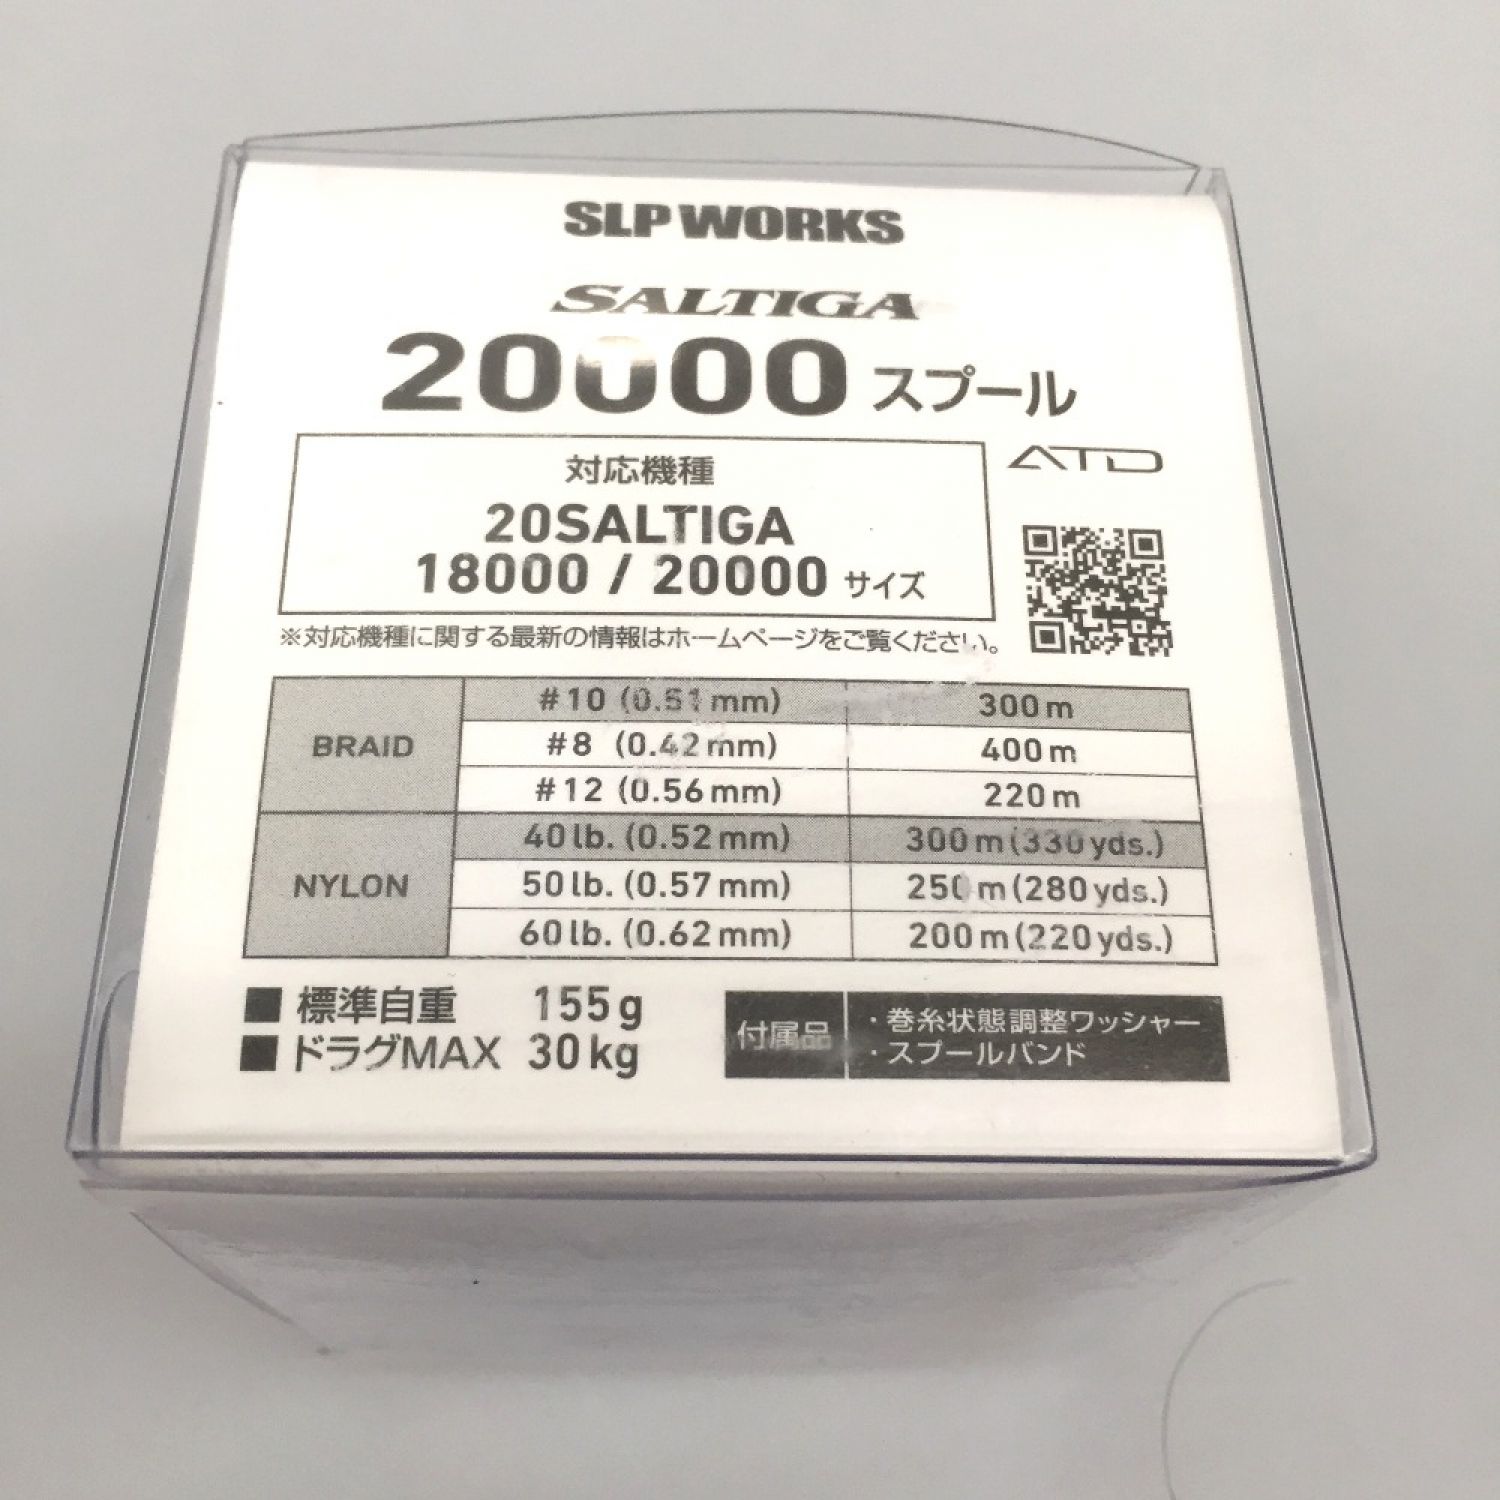 SLP WORKS
SALTIGA
20000 スプール
対応機種
20SALTIGA
18000 / 20000 サイズ
ATD
※対応機種に関する最新の情報はホームページをご覧ください。
BRAID
#10 (0.51mm) 300m
#8 (0.42mm) 400m
#12 (0.56mm) 220m
NYLON
40lb. (0.52mm) 300m(330yds.)
50lb. (0.57mm) 250m(280yds.)
60lb. (0.62mm) 200m(220yds.)
■標準自重 155g
■ドラグMAX 30kg
付属品
・巻糸状態調整ワッシャー
・スプールバンド